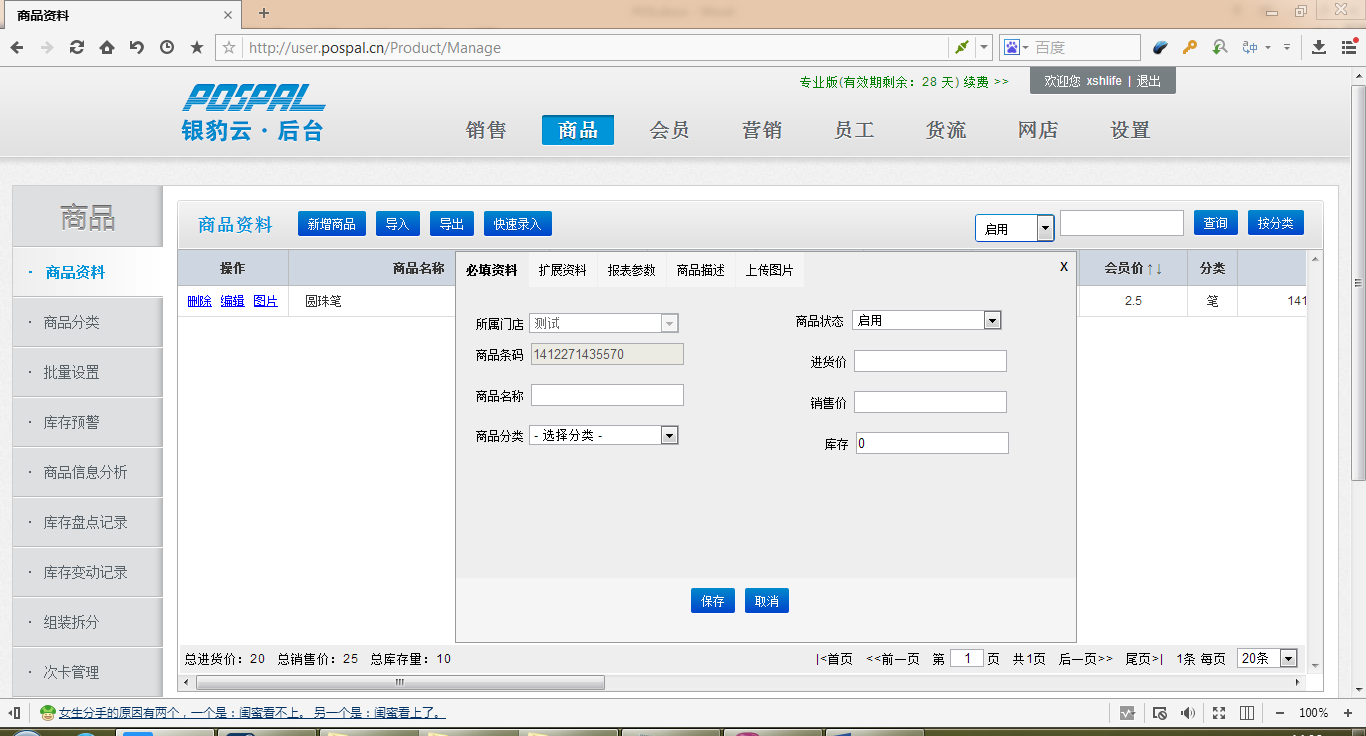 商品资料
http://user.pospal.cn/Product/Manage
百度
专业版(有效期剩余：28 天) 续费 >>
欢迎您 xshlife | 退出
POSPAL
银豹云·后台
销售 商品 会员 营销 员工 货流 网店 设置
商品
· 商品资料
· 商品分类
· 批量设置
· 库存预警
· 商品信息分析
· 库存盘点记录
· 库存变动记录
· 组装拆分
· 次卡管理
商品资料 新增商品 导入 导出 快速录入 启用 查询 按分类
操作 商品名称 会员价↑↓ 分类
删除 编辑 图片 圆珠笔 2.5 笔 141
必填资料 扩展资料 报表参数 商品描述 上传图片 X
所属门店 测试 商品状态 启用
商品条码 1412271435570 进货价
商品名称 销售价
商品分类 - 选择分类 - 库存 0
保存 取消
总进货价：20 总销售价：25 总库存量：10
|<首页 <<前一页 第 1 页 共1页 后一页>> 尾页>| 1条 每页 20条
女生分手的原因有两个，一个是：闺蜜看不上。 另一个是：闺蜜看上了。
100%